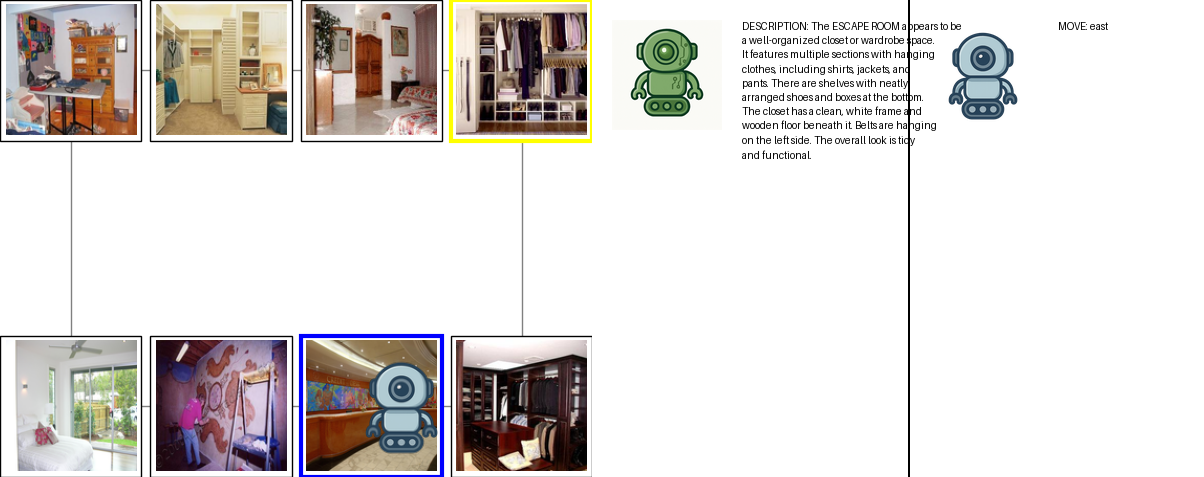 DESCRIPTION: The ESCAPE ROOM appears to be
a well-organized closet or wardrobe space.
It features multiple sections with hanging
clothes, including shirts, jackets, and
pants. There are shelves with neatly
arranged shoes and boxes at the bottom.
The closet has a clean, white frame and
wooden floor beneath it. Belts are hanging
on the left side. The overall look is tidy
and functional.
MOVE: east